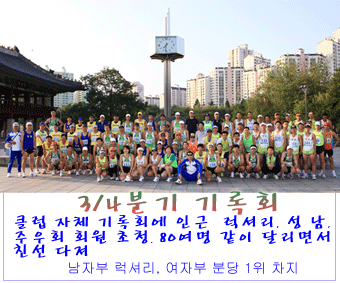 3/4분기 기록회
클럽 자체 기록회에 인근 럭셔리, 성남,
주우회 회원 초청, 80여명 같이 달리면서
친선 다져
남자부 럭셔리, 여자부 분당 1위 차지